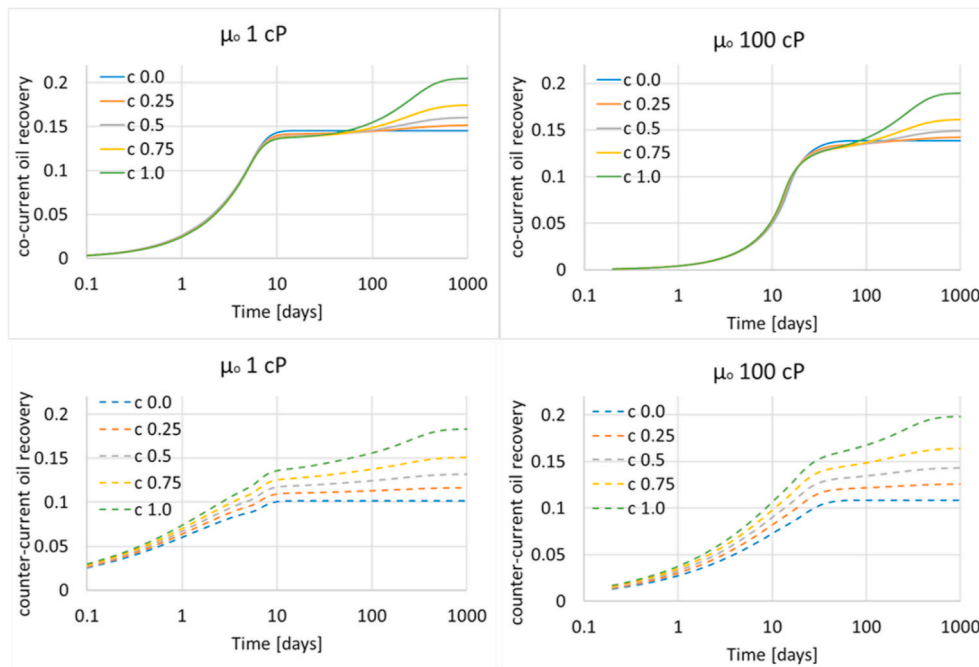 μₒ 1 cP
co-current oil recovery
0.2
0.15
0.1
0.05
0
c 0.0
c 0.25
c 0.5
c 0.75
c 1.0
0.1 1 10 100 1000
Time [days]
μₒ 100 cP
co-current oil recovery
0.2
0.15
0.1
0.05
0
c 0.0
c 0.25
c 0.5
c 0.75
c 1.0
0.1 1 10 100 1000
Time [days]
μₒ 1 cP
counter-current oil recovery
0.2
0.15
0.1
0.05
0
c 0.0
c 0.25
c 0.5
c 0.75
c 1.0
0.1 1 10 100 1000
Time [days]
μₒ 100 cP
counter-current oil recovery
0.2
0.15
0.1
0.05
0
c 0.0
c 0.25
c 0.5
c 0.75
c 1.0
0.1 1 10 100 1000
Time [days]